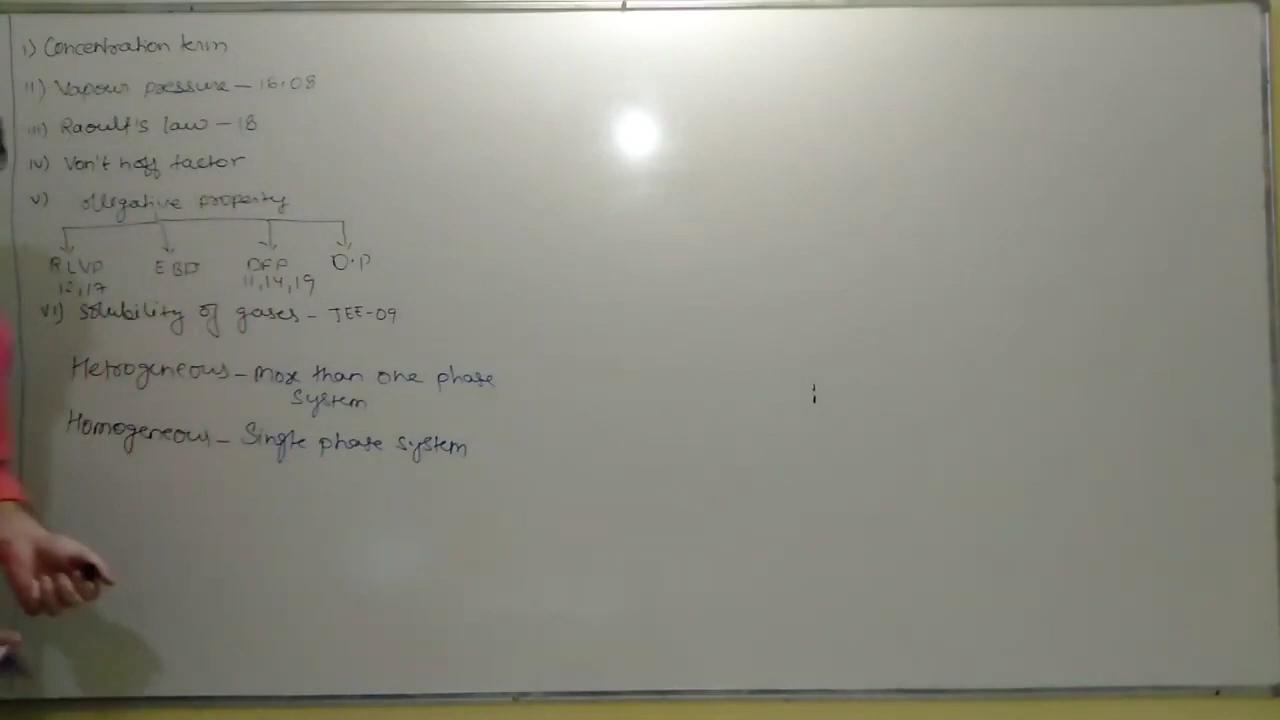 i) Concentration term
ii) Vapour pressure - 16,08
iii) Raoult's law - 18
iv) Von't hoff factor
v) ollegative property
RLVP EBP DFP O.P
12,17 11,14,19
vi) solubility of gases - JEE-09
Hetrogeneous - more than one phase
system
Homogeneous - Single phase system